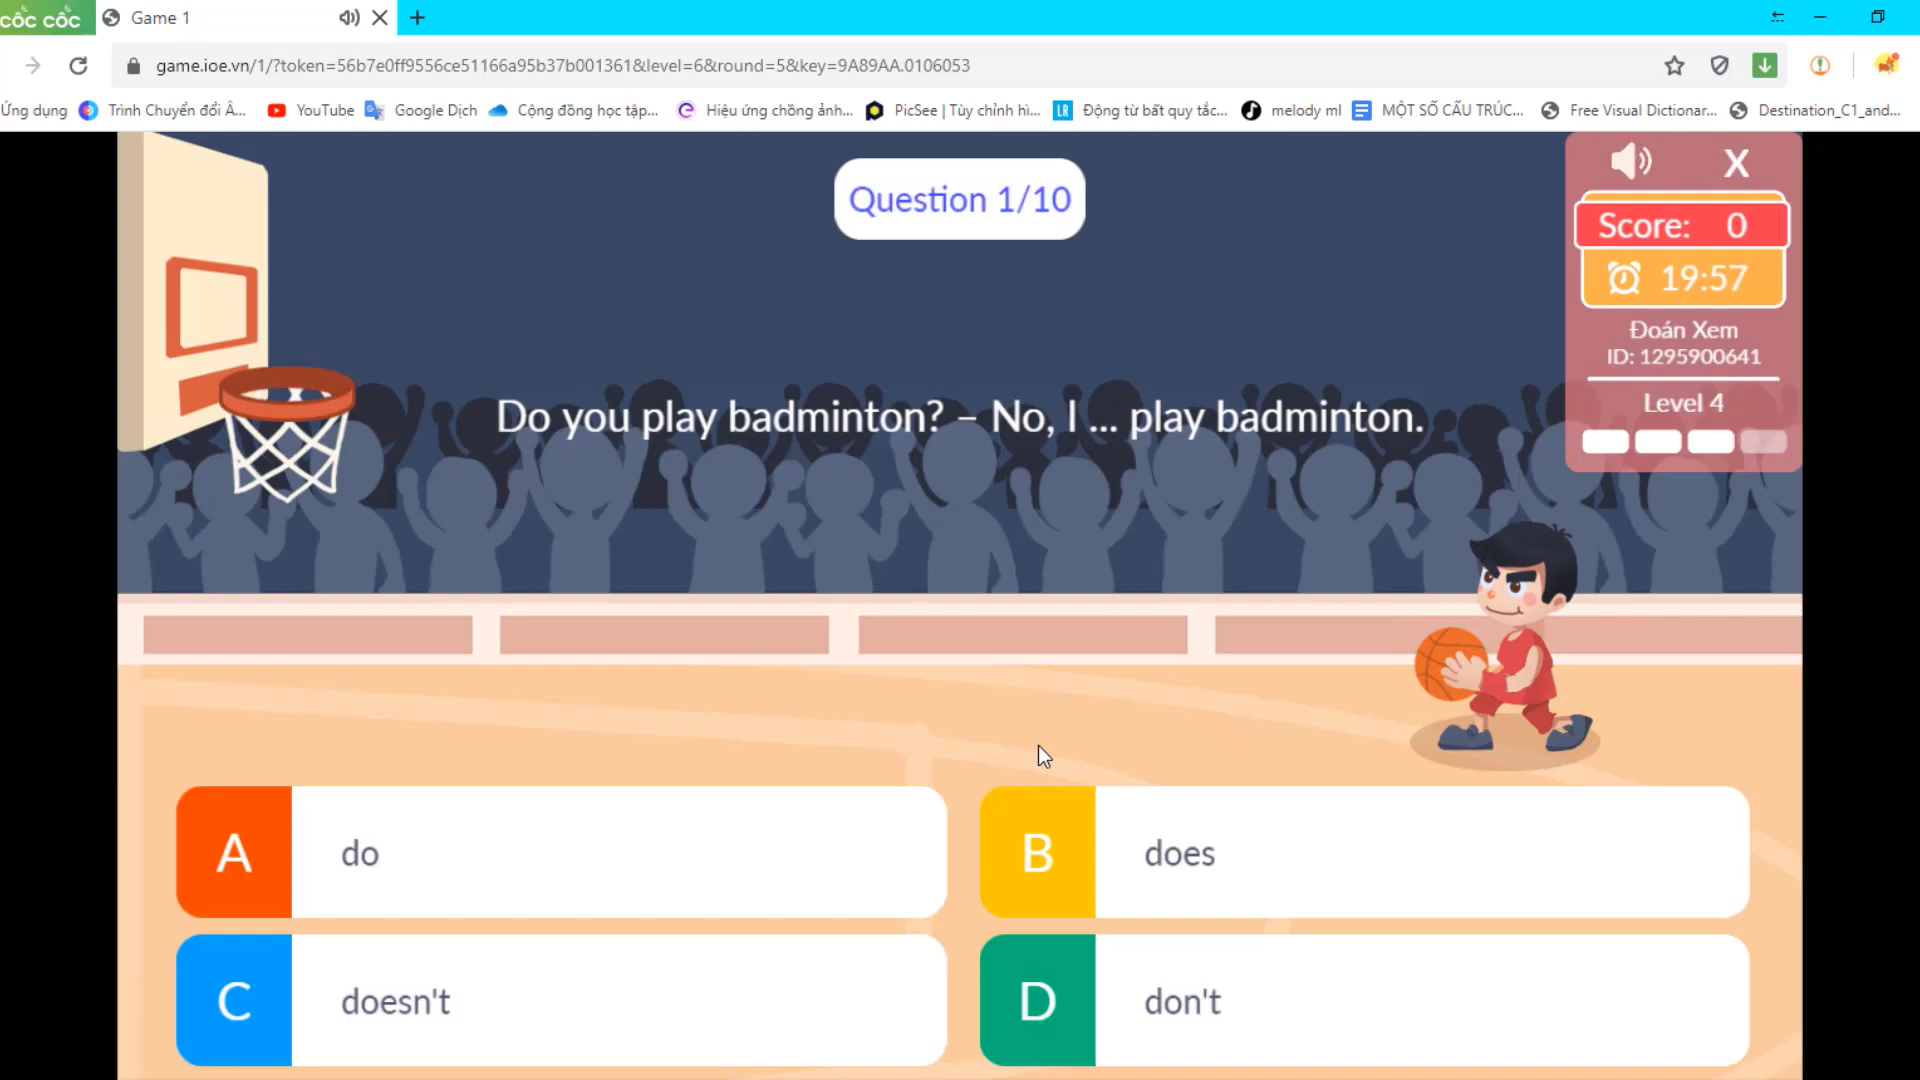 cốc cốc
Game 1
game.ioe.vn/1/?token=56b7e0ff9556ce51166a95b37b001361&level=6&round=5&key=9A89AA.0106053
Ứng dụng
Trình Chuyển đổi Â...
YouTube
Google Dịch
Cộng đồng học tập...
Hiệu ứng chồng ảnh...
PicSee | Tùy chỉnh hì...
LR
Động từ bất quy tắc...
melody ml
MỘT SỐ CẤU TRÚC...
Free Visual Dictionar...
Destination_C1_and...
Question 1/10
X
Score: 0
19:57
Đoán Xem
ID: 1295900641
Level 4
Do you play badminton? – No, I ... play badminton.
A do
B does
C doesn't
D don't